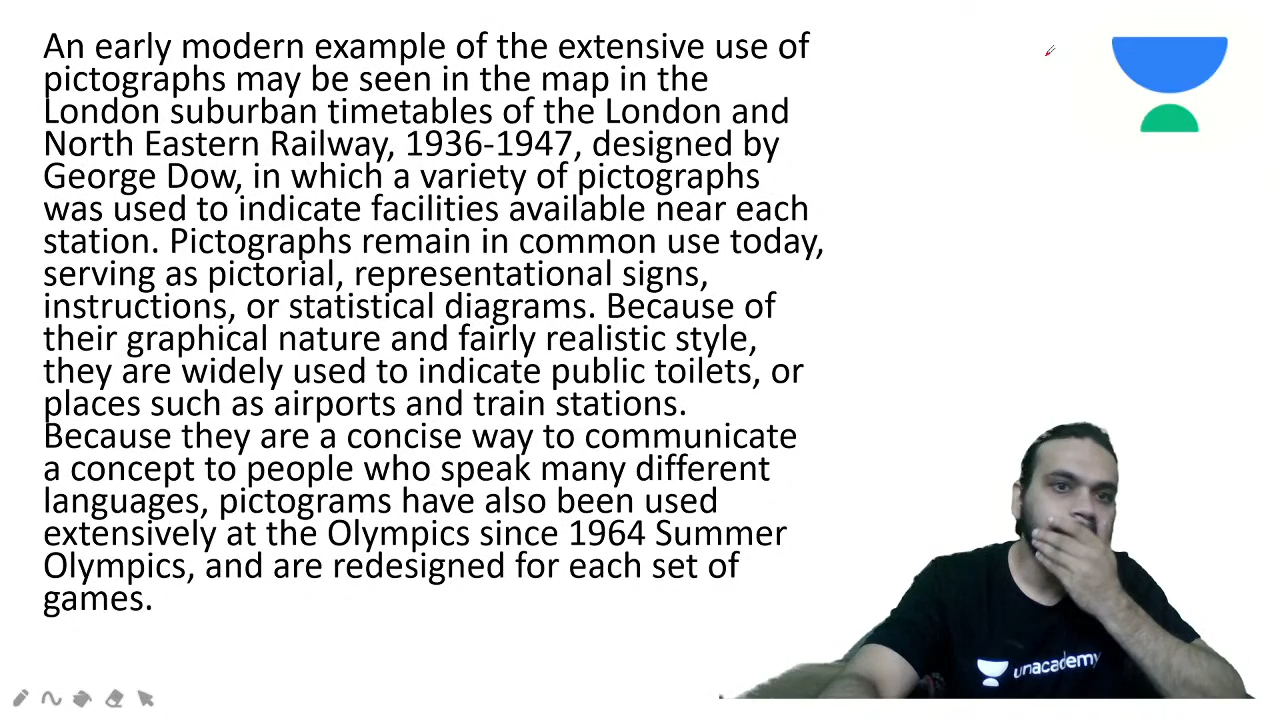 An early modern example of the extensive use of
pictographs may be seen in the map in the
London suburban timetables of the London and
North Eastern Railway, 1936-1947, designed by
George Dow, in which a variety of pictographs
was used to indicate facilities available near each
station. Pictographs remain in common use today,
serving as pictorial, representational signs,
instructions, or statistical diagrams. Because of
their graphical nature and fairly realistic style,
they are widely used to indicate public toilets, or
places such as airports and train stations.
Because they are a concise way to communicate
a concept to people who speak many different
languages, pictograms have also been used
extensively at the Olympics since 1964 Summer
Olympics, and are redesigned for each set of
games.
unacademy